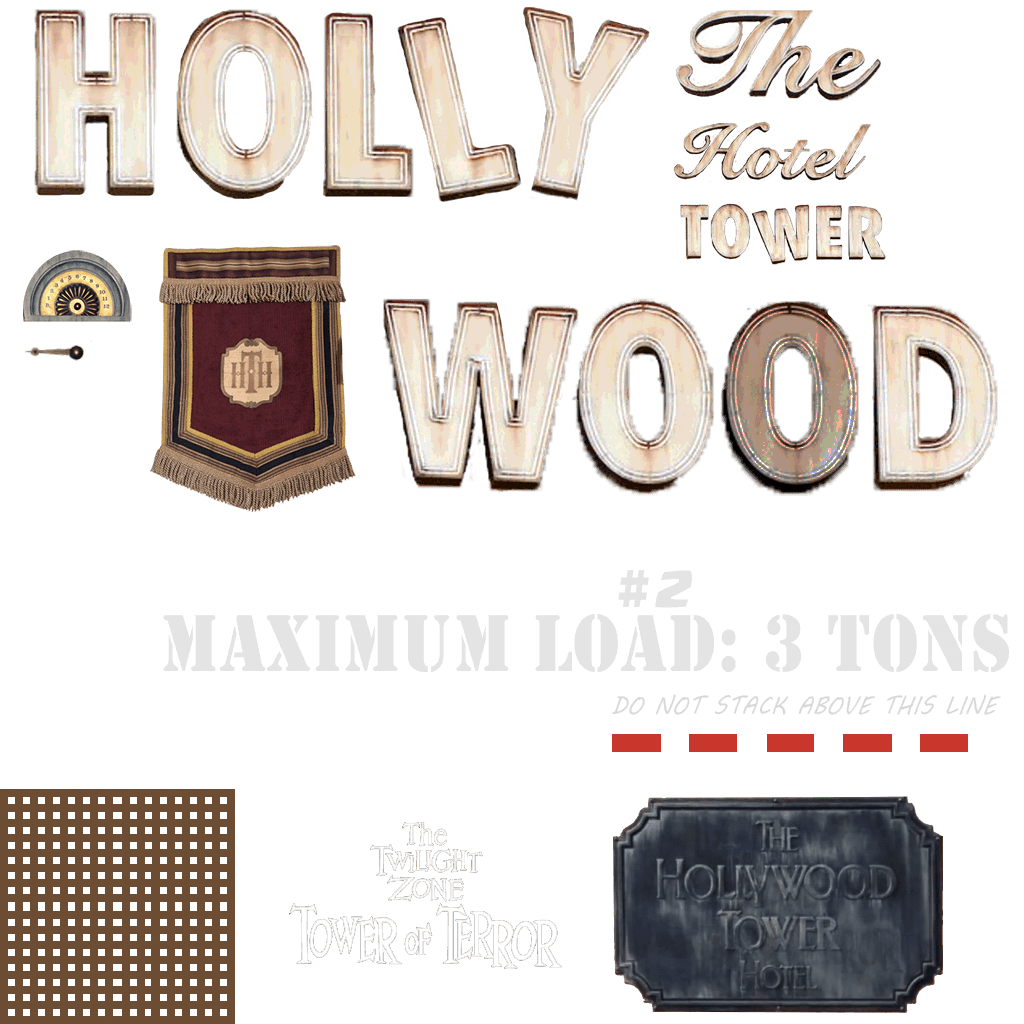 HOLLY
The
Hotel
TOWER
HTH
WOOD
#2
MAXIMUM LOAD: 3 TONS
DO NOT STACK ABOVE THIS LINE
The
TWILIGHT
ZONE
TOWER OF TERROR
THE
HOLLYWOOD
TOWER
HOTEL